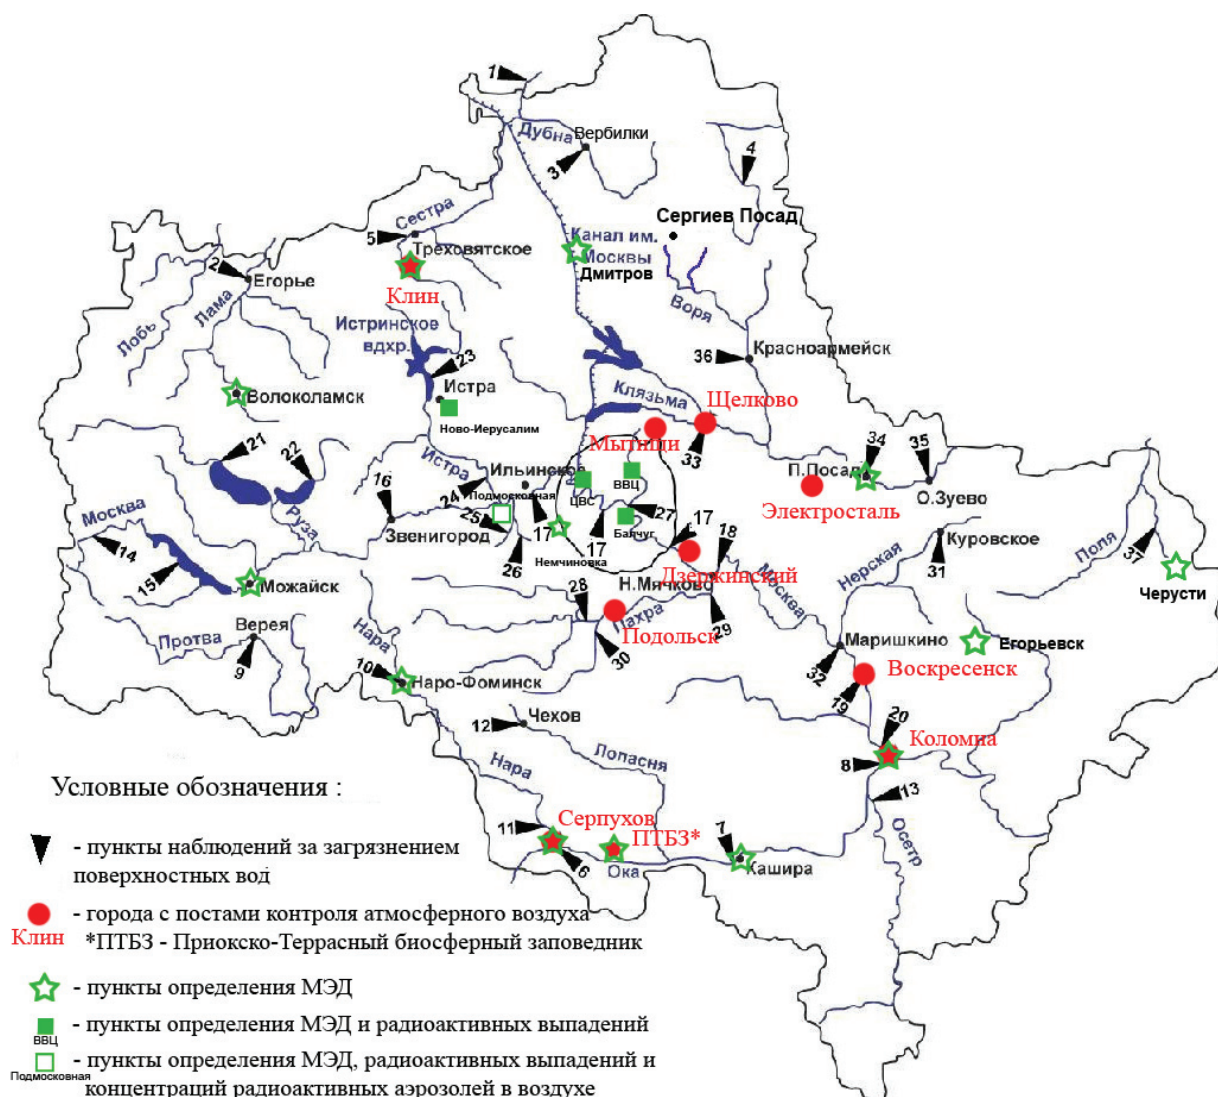 1
Дубна
Вербилки
3
4
Сергиев Посад
Сестра
5
Треховятское
Канал им.
Москвы
Дмитров
2
Егорье
Клин
Лобь
Лама
Истринское
вдхр.
Воря
23
36
Красноармейск
Истра
Клязьма
Щелково
Волоколамск
Ново-Иерусалим
Мытищи
33
21
22
34
35
Истра
Ильинское
П.Посад
16
24
Подмосковная
ЦВС
ВВЦ
О.Зуево
Москва
Руза
25
Электросталь
Звенигород
17
27
17
18
Балчуг
14
26
Немчиновка
17
Куровское
37
Поля
15
Можайск
Дзержинский
Нерская
31
28
Н.Мячково
Москва
Черусти
Протва
Верея
Нара
Пахра
Подольск
29
Маришкино
Егорьевск
9
30
32
10
Наро-Фоминск
Воскресенск
19
12
Чехов
20
Коломна
Нара
Лопасня
8
13
Условные обозначения :
11
Серпухов
ПТБЗ*
7
Осетр
- пункты наблюдений за загрязнением
поверхностных вод
6
Ока
Кашира
- города с постами контроля атмосферного воздуха
Клин
*ПТБЗ - Приокско-Террасный биосферный заповедник
- пункты определения МЭД
- пункты определения МЭД и радиоактивных выпадений
ВВЦ
- пункты определения МЭД, радиоактивных выпадений и
Подмосковная
концентраций радиоактивных аэрозолей в воздухе